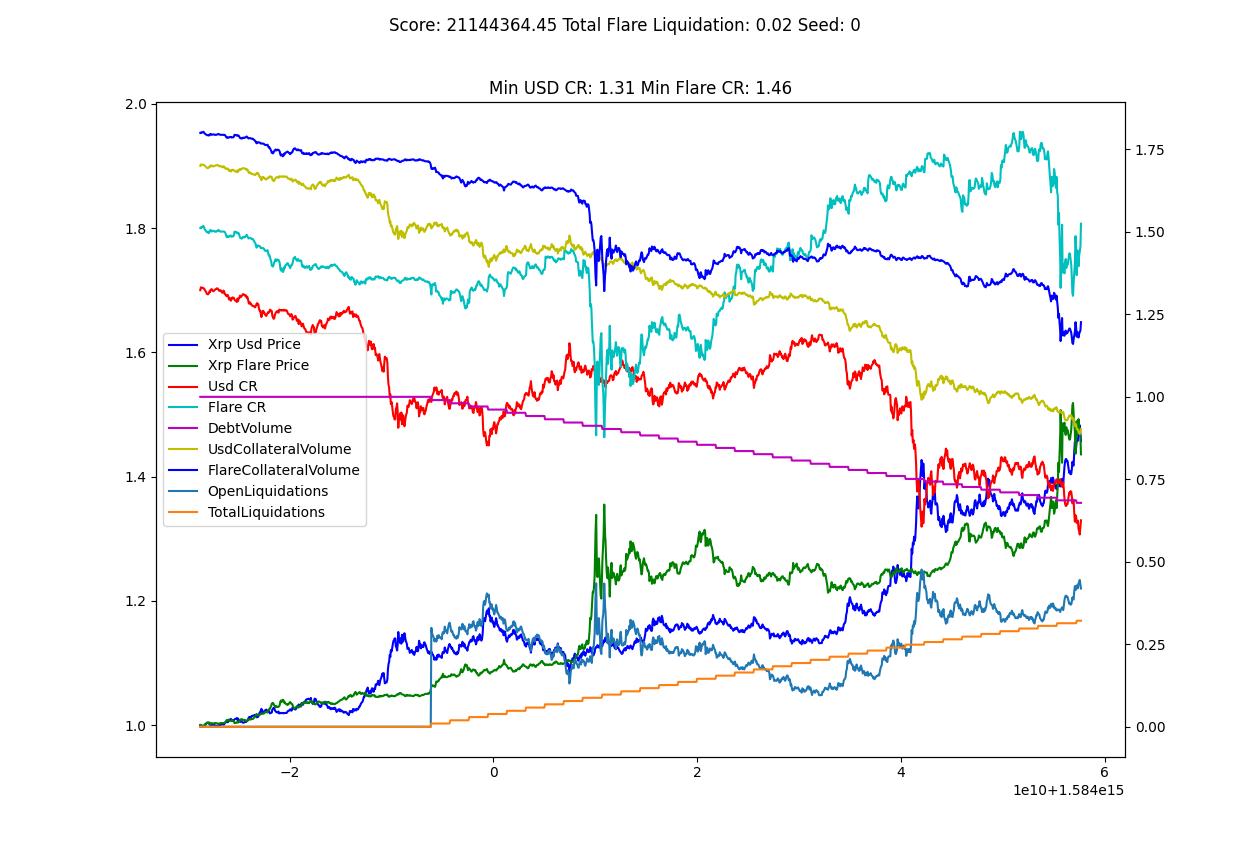 Score: 21144364.45 Total Flare Liquidation: 0.02 Seed: 0
Min USD CR: 1.31 Min Flare CR: 1.46
2.0
1.8
1.6
1.4
1.2
1.0
1.75
1.50
1.25
1.00
0.75
0.50
0.25
0.00
Xrp Usd Price
Xrp Flare Price
Usd CR
Flare CR
DebtVolume
UsdCollateralVolume
FlareCollateralVolume
OpenLiquidations
TotalLiquidations
−2 0 2 4 6
1e10+1.584e15